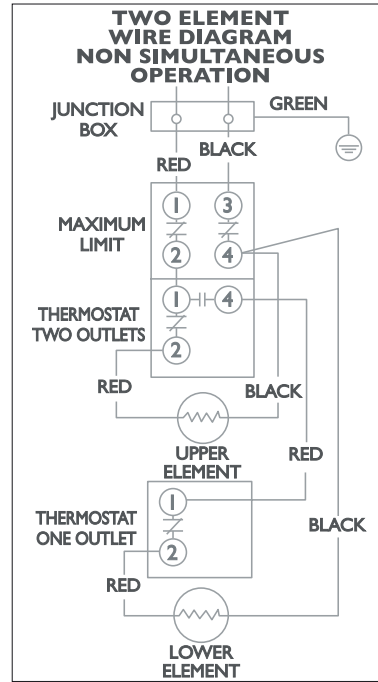 TWO ELEMENT
WIRE DIAGRAM
NON SIMULTANEOUS
OPERATION
JUNCTION
BOX
GREEN
RED
BLACK
MAXIMUM
LIMIT
1
3
2
4
THERMOSTAT
TWO OUTLETS
1
4
2
RED
BLACK
UPPER
ELEMENT
RED
THERMOSTAT
ONE OUTLET
1
2
BLACK
RED
LOWER
ELEMENT